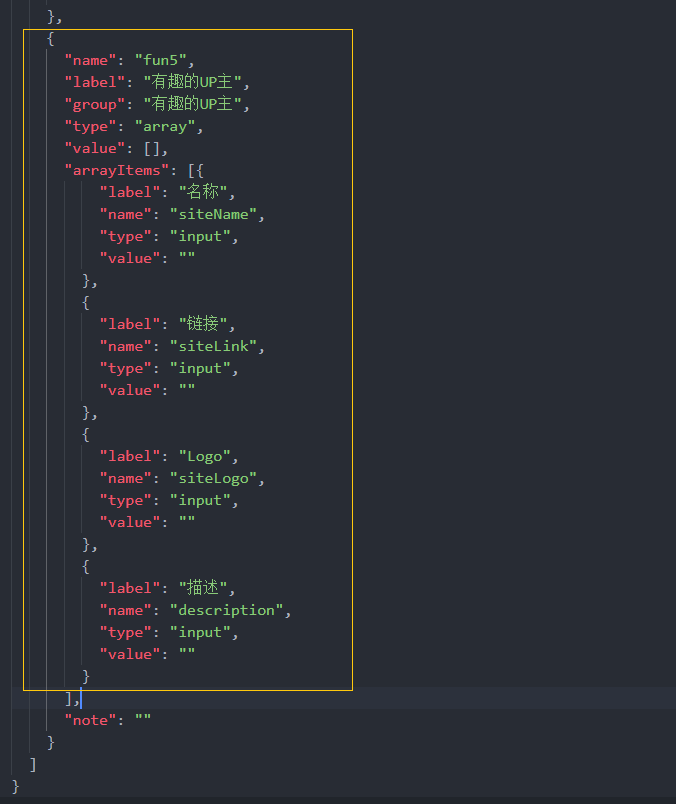 },
{
"name": "fun5",
"label": "有趣的UP主",
"group": "有趣的UP主",
"type": "array",
"value": [],
"arrayItems": [{
"label": "名称",
"name": "siteName",
"type": "input",
"value": ""
},
{
"label": "链接",
"name": "siteLink",
"type": "input",
"value": ""
},
{
"label": "Logo",
"name": "siteLogo",
"type": "input",
"value": ""
},
{
"label": "描述",
"name": "description",
"type": "input",
"value": ""
}
],
"note": ""
}
]
}